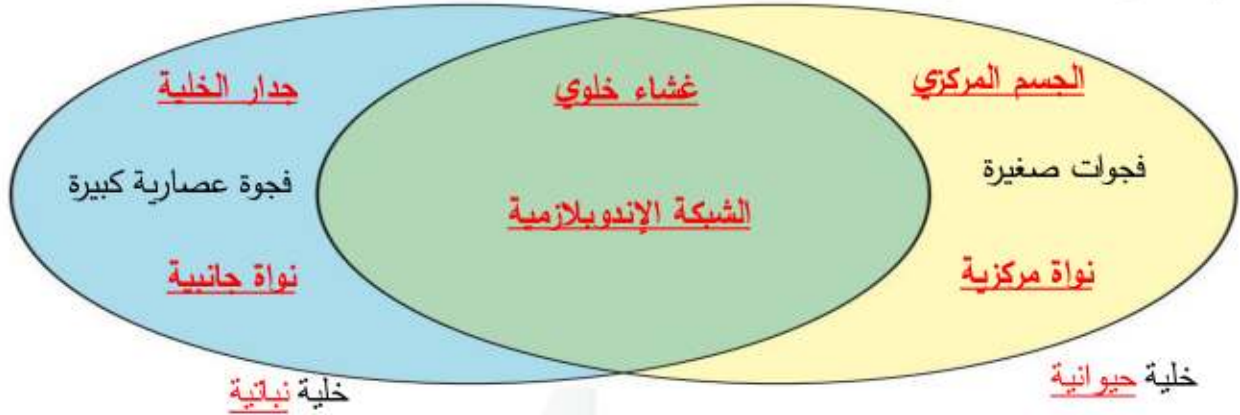 الجسم المركزي
غشاء خلوي
جدار الخلية
فجوات صغيرة
فجوة عصارية كبيرة
الشبكة الإندوبلازمية
نواة مركزية
نواة جانبية
خلية حيوانية
خلية نباتية